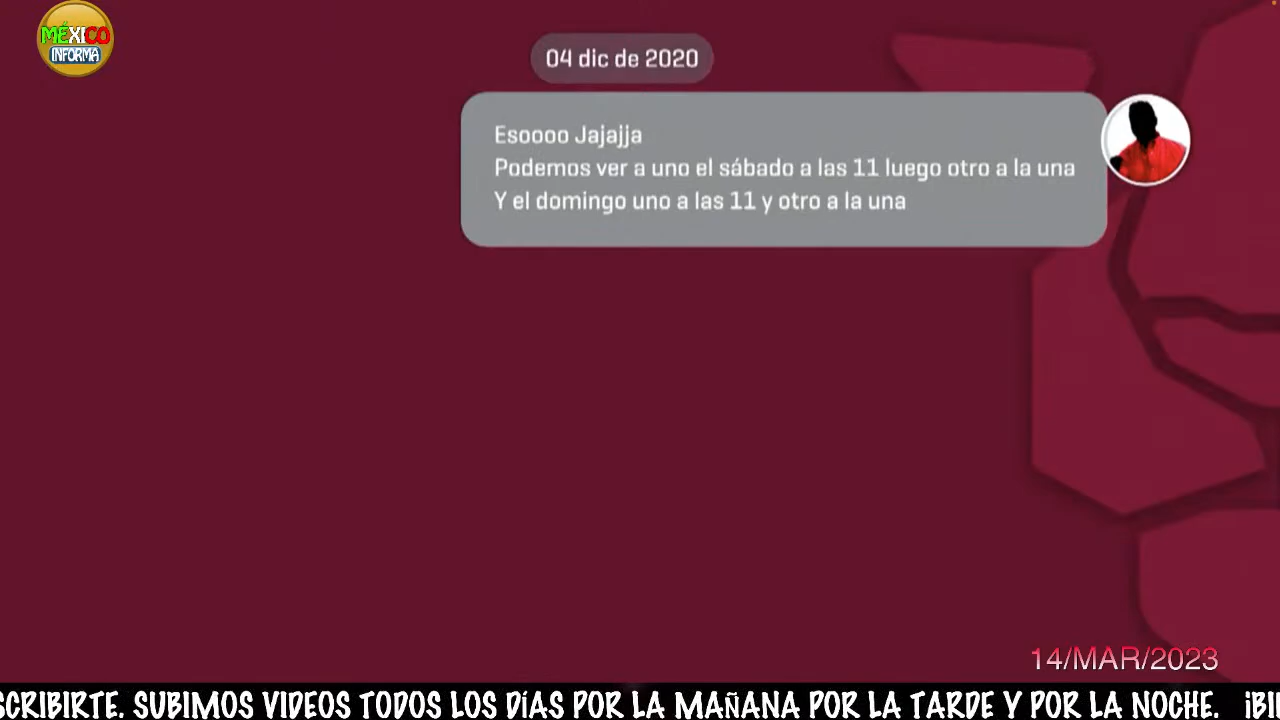 MÉXICO
INFORMA
04 dic de 2020
Esoooo Jajajja
Podemos ver a uno el sábado a las 11 luego otro a la una
Y el domingo uno a las 11 y otro a la una
14/MAR/2023
SCRIBIRTE. SUBIMOS VIDEOS TODOS LOS DÍAS POR LA MAÑANA POR LA TARDE Y POR LA NOCHE. ¡BI